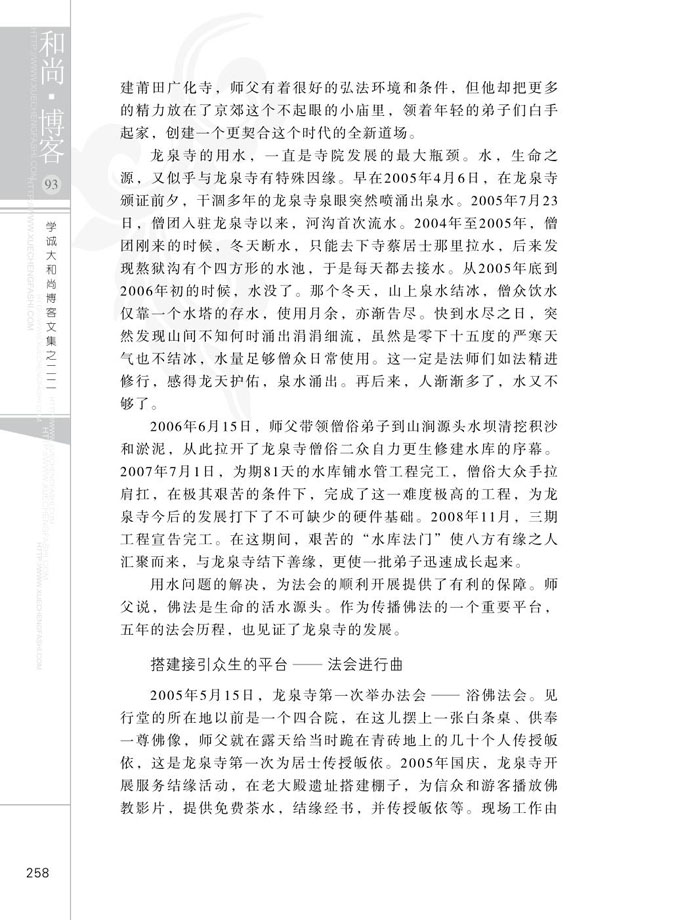 和尚·博客
93
学诚大和尚博客文集之二二
建莆田广化寺，师父有着很好的弘法环境和条件，但他却把更多
的精力放在了京郊这个不起眼的小庙里，领着年轻的弟子们白手
起家，创建一个更契合这个时代的全新道场。
龙泉寺的用水，一直是寺院发展的最大瓶颈。水，生命之
源，又似乎与龙泉寺有特殊因缘。早在2005年4月6日，在龙泉寺
颁证前夕，干涸多年的龙泉寺泉眼突然喷涌出泉水。2005年7月23
日，僧团入驻龙泉寺以来，河沟首次流水。2004年至2005年，僧
团刚来的时候，冬天断水，只能去下寺蔡居士那里拉水，后来发
现熬狱沟有个四方形的水池，于是每天都去接水。从2005年底到
2006年初的时候，水没了。那个冬天，山上泉水结冰，僧众饮水
仅靠一个水塔的存水，使用月余，亦渐告尽。快到水尽之日，突
然发现山间不知何时涌出涓涓细流，虽然是零下十五度的严寒天
气也不结冰，水量足够僧众日常使用。这一定是法师们如法精进
修行，感得龙天护佑，泉水涌出。再后来，人渐渐多了，水又不
够了。
2006年6月15日，师父带领僧俗弟子到山涧源头水坝清挖积沙
和淤泥，从此拉开了龙泉寺僧俗二众自力更生修建水库的序幕。
2007年7月1日，为期81天的水库铺水管工程完工，僧俗大众手拉
肩扛，在极其艰苦的条件下，完成了这一难度极高的工程，为龙
泉寺今后的发展打下了不可缺少的硬件基础。2008年11月，三期
工程宣告完工。在这期间，艰苦的“水库法门”使八方有缘之人
汇聚而来，与龙泉寺结下善缘，更使一批弟子迅速成长起来。
用水问题的解决，为法会的顺利开展提供了有利的保障。师
父说，佛法是生命的活水源头。作为传播佛法的一个重要平台，
五年的法会历程，也见证了龙泉寺的发展。
搭建接引众生的平台 —— 法会进行曲
2005年5月15日，龙泉寺第一次举办法会 —— 浴佛法会。见
行堂的所在地以前是一个四合院，在这儿摆上一张白条桌、供奉
一尊佛像，师父就在露天给当时跪在青砖地上的几十个人传授皈
依，这是龙泉寺第一次为居士传授皈依。2005年国庆，龙泉寺开
展服务结缘活动，在老大殿遗址搭建棚子，为信众和游客播放佛
教影片，提供免费茶水，结缘经书，并传授皈依等。现场工作由
258